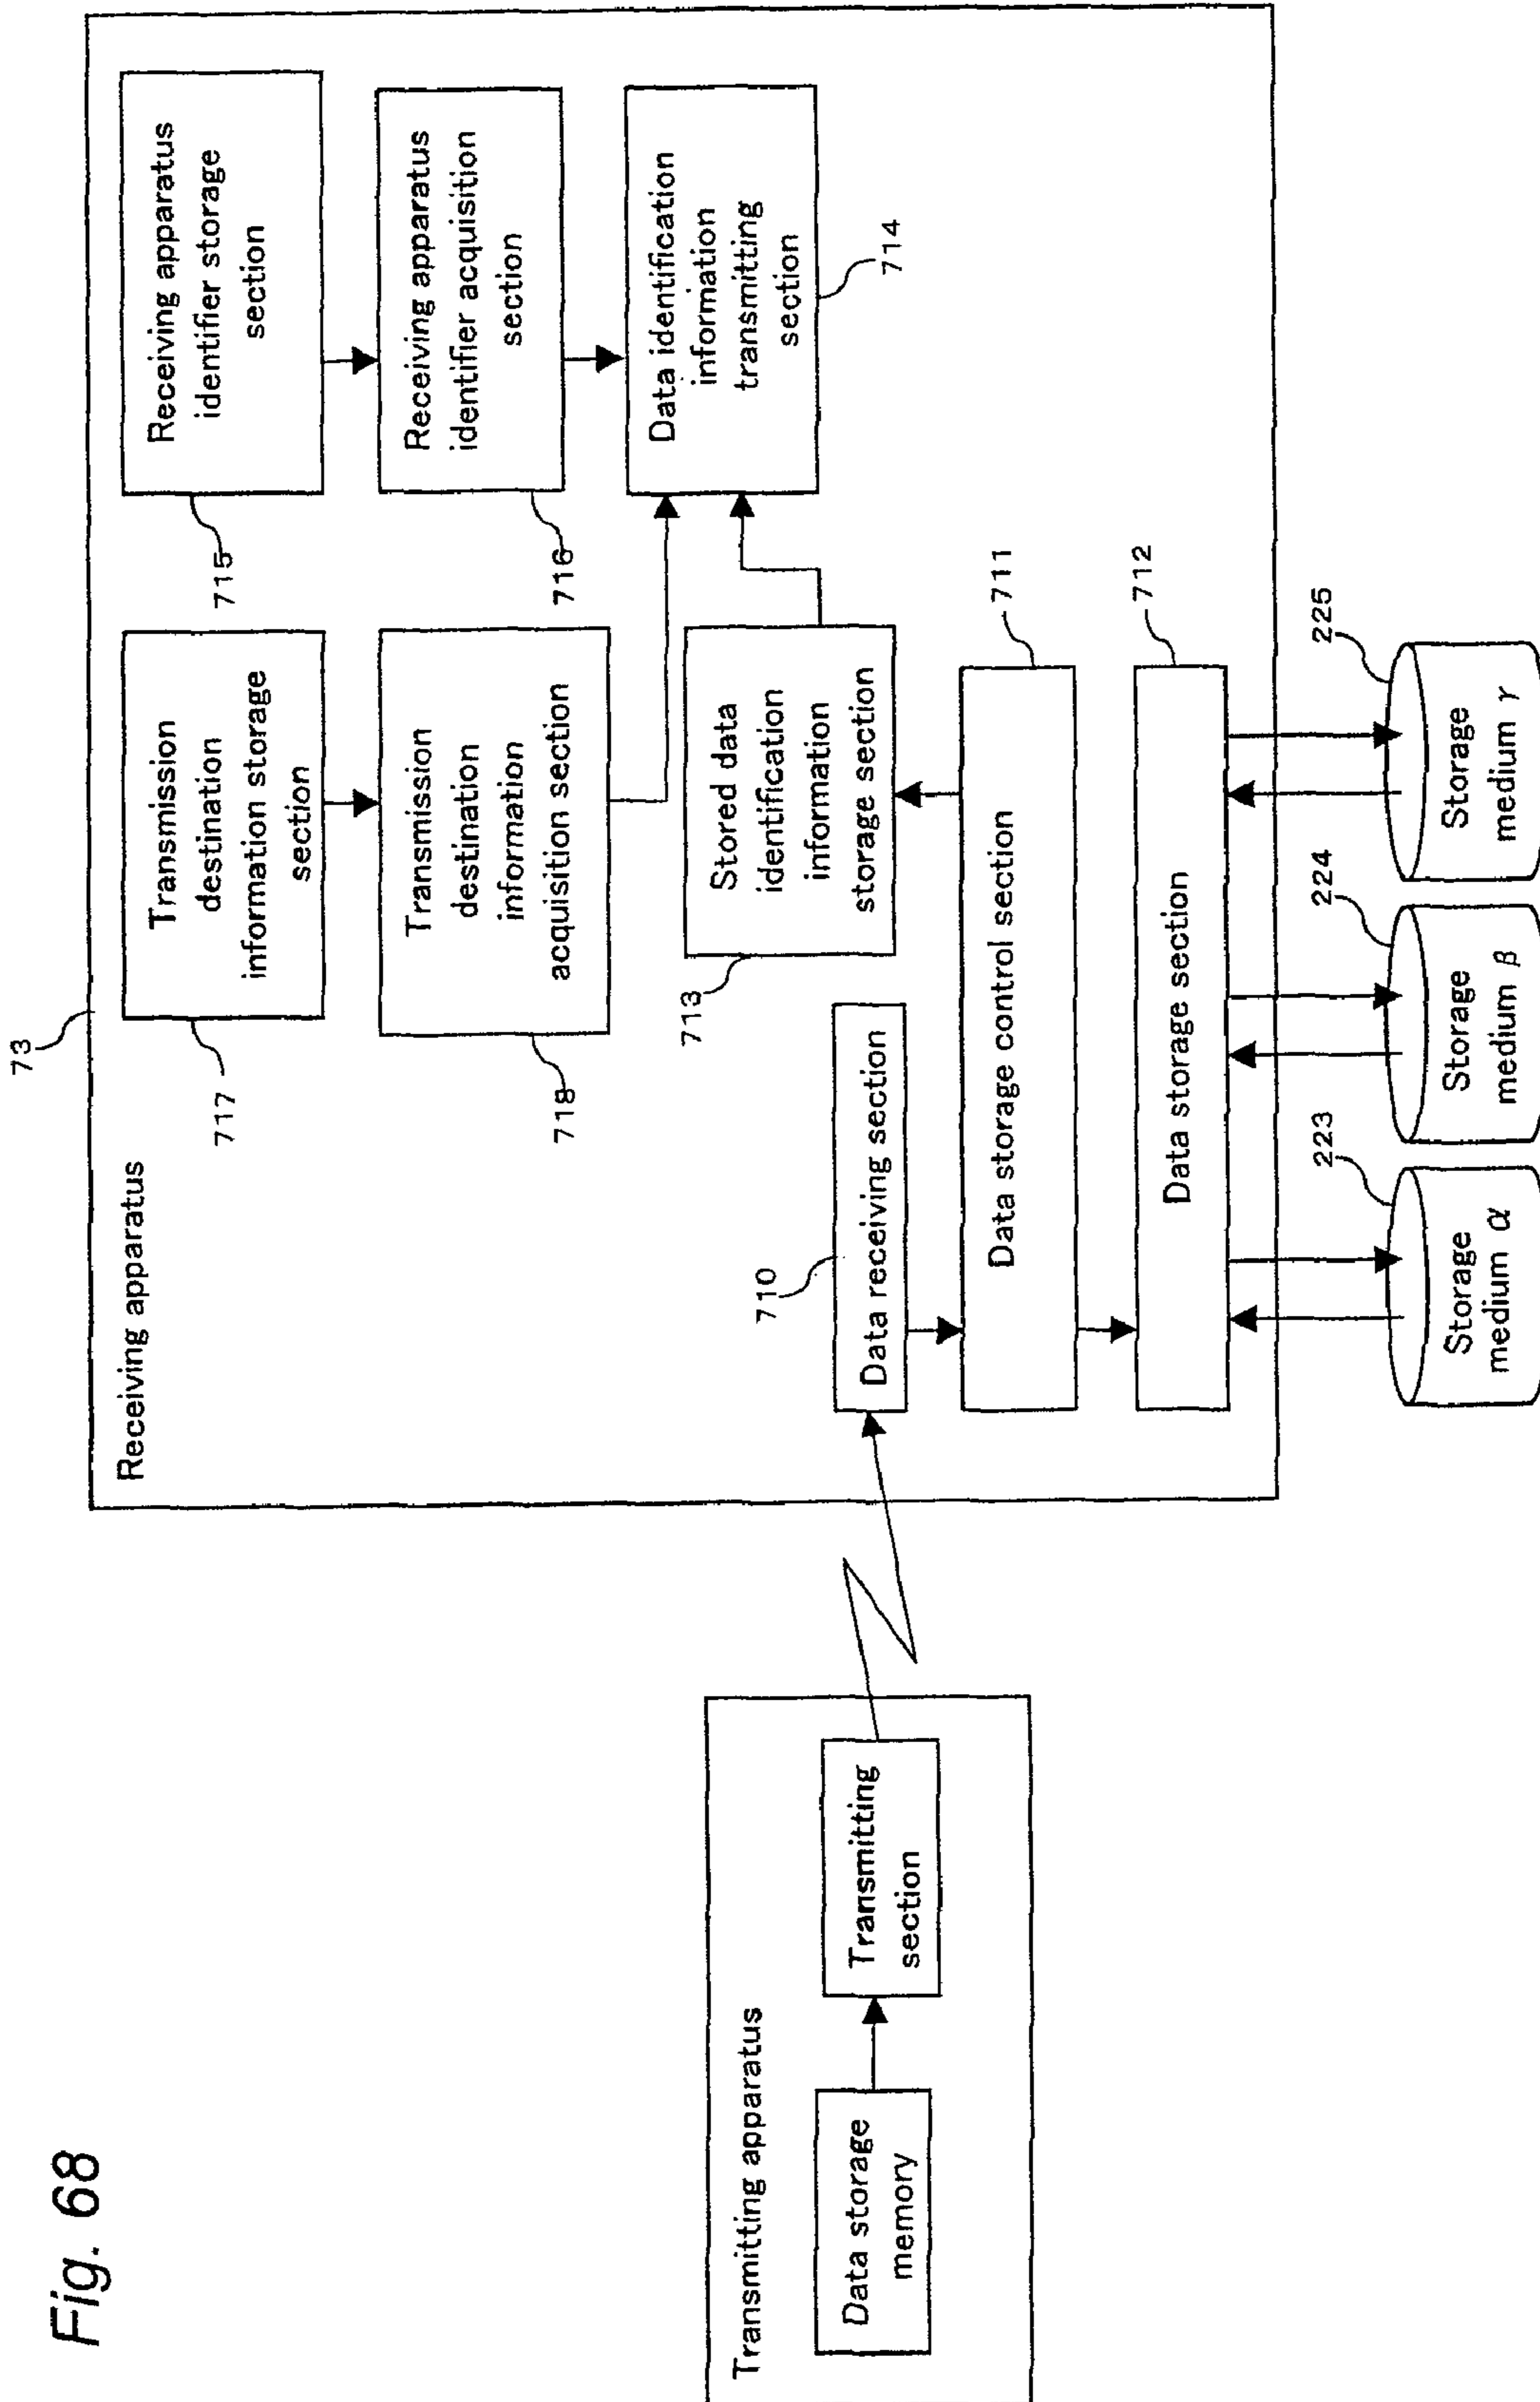 Fig. 68
Transmitting apparatus
Data storage
memory
Transmitting
section
73
Receiving apparatus
717
Transmission
destination
information storage
section
715
Receiving apparatus
identifier storage
section
718
Transmission
destination
information
acquisition section
716
Receiving apparatus
identifier acquisition
section
713
Stored data
identification
information
storage section
Data identification
information
transmitting
section
714
710
Data receiving section
711
Data storage control section
712
Data storage section
223
Storage
medium α
224
Storage
medium β
225
Storage
medium γ